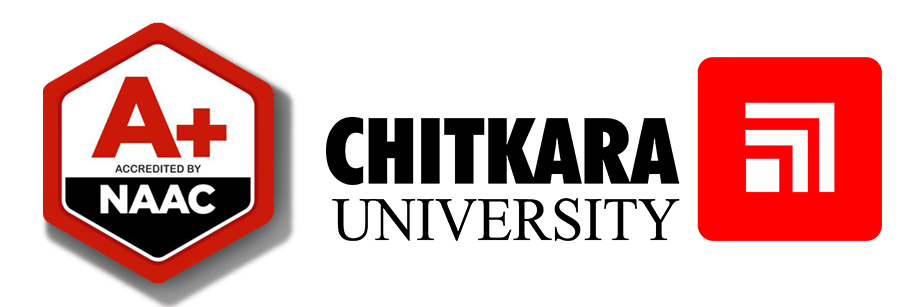 A+
ACCREDITED BY
NAAC
CHITKARA
UNIVERSITY